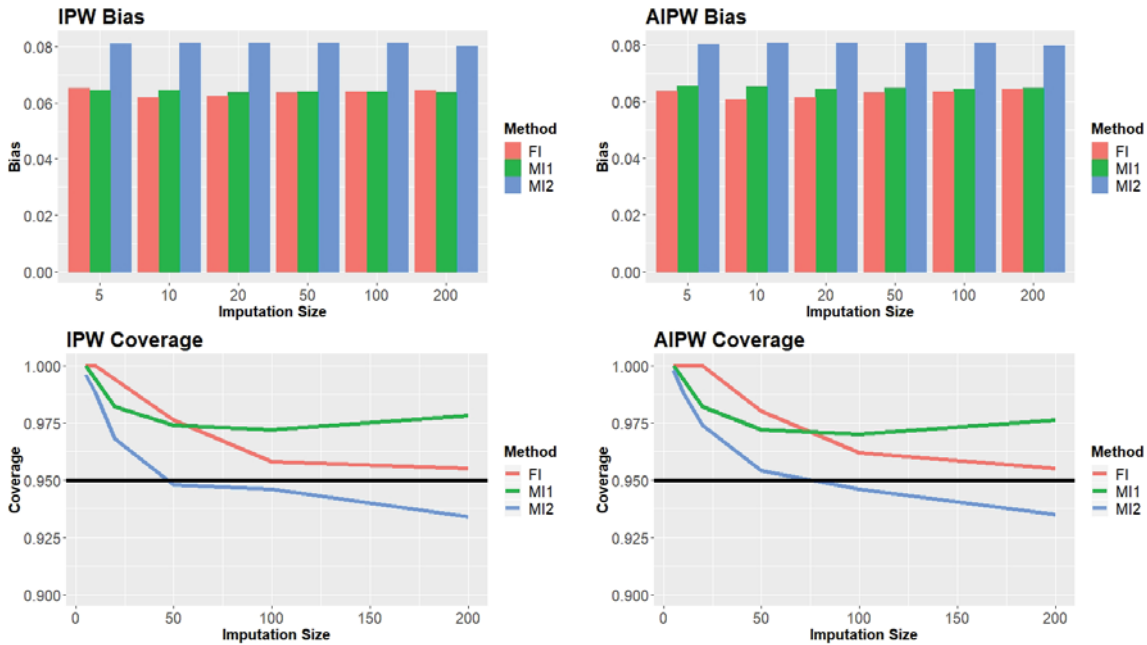 IPW Bias
0.08
0.06
0.04
0.02
0.00
Bias
5 10 20 50 100 200
Imputation Size
Method
FI
MI1
MI2
AIPW Bias
0.08
0.06
0.04
0.02
0.00
Bias
5 10 20 50 100 200
Imputation Size
Method
FI
MI1
MI2
IPW Coverage
1.000
0.975
0.950
0.925
0.900
Coverage
0 50 100 150 200
Imputation Size
Method
FI
MI1
MI2
AIPW Coverage
1.000
0.975
0.950
0.925
0.900
Coverage
0 50 100 150 200
Imputation Size
Method
FI
MI1
MI2